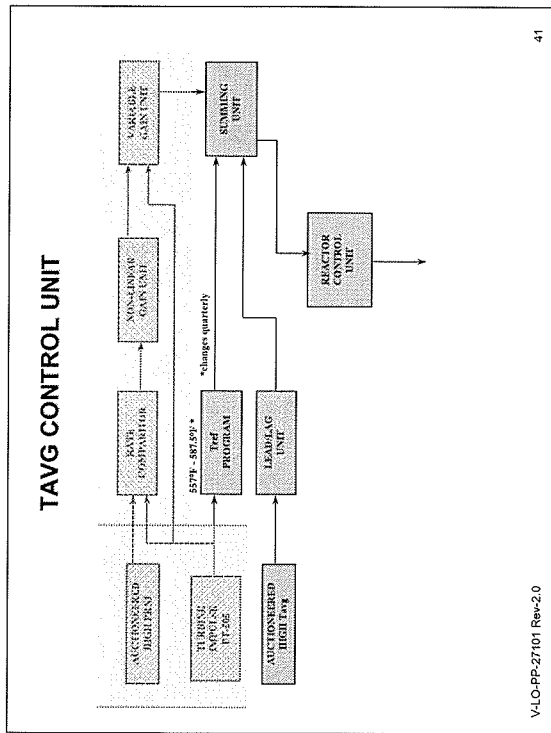 TAVG CONTROL UNIT
AUCTIONEERED
HIGH PRNI
RATE
COMPARATOR
NON-LINEAR
GAIN UNIT
VARIABLE
GAIN UNIT
TURBINE
IMPULSE
PT-505
557°F - 587.5°F *
Tref
PROGRAM
*changes quarterly
SUMMING
UNIT
AUCTIONEERED
HIGH Tavg
LEAD/LAG
UNIT
REACTOR
CONTROL
UNIT
V-LO-PP-27101 Rev-2.0
41